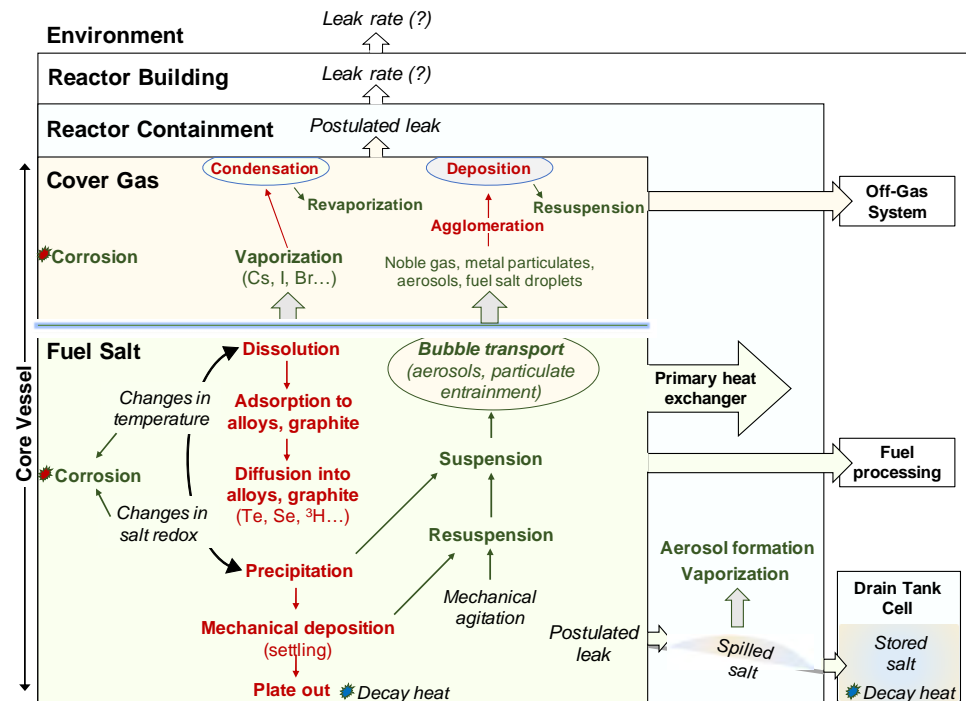 Leak rate (?)
Environment
Leak rate (?)
Reactor Building
Reactor Containment
Postulated leak
Cover Gas
Condensation
Deposition
Revaporization
Resuspension
Agglomeration
Off-Gas
System
Corrosion
Vaporization
(Cs, I, Br…)
Noble gas, metal particulates,
aerosols, fuel salt droplets
Core Vessel
Fuel Salt
Dissolution
Bubble transport
(aerosols, particulate
entrainment)
Changes in
temperature
Adsorption to
alloys, graphite
Primary heat
exchanger
Corrosion
Diffusion into
alloys, graphite
(Te, Se, ³H…)
Suspension
Fuel
processing
Changes in
salt redox
Resuspension
Precipitation
Mechanical
agitation
Mechanical deposition
(settling)
Plate out
Decay heat
Postulated
leak
Aerosol formation
Vaporization
Spilled
salt
Drain Tank
Cell
Stored
salt
Decay heat